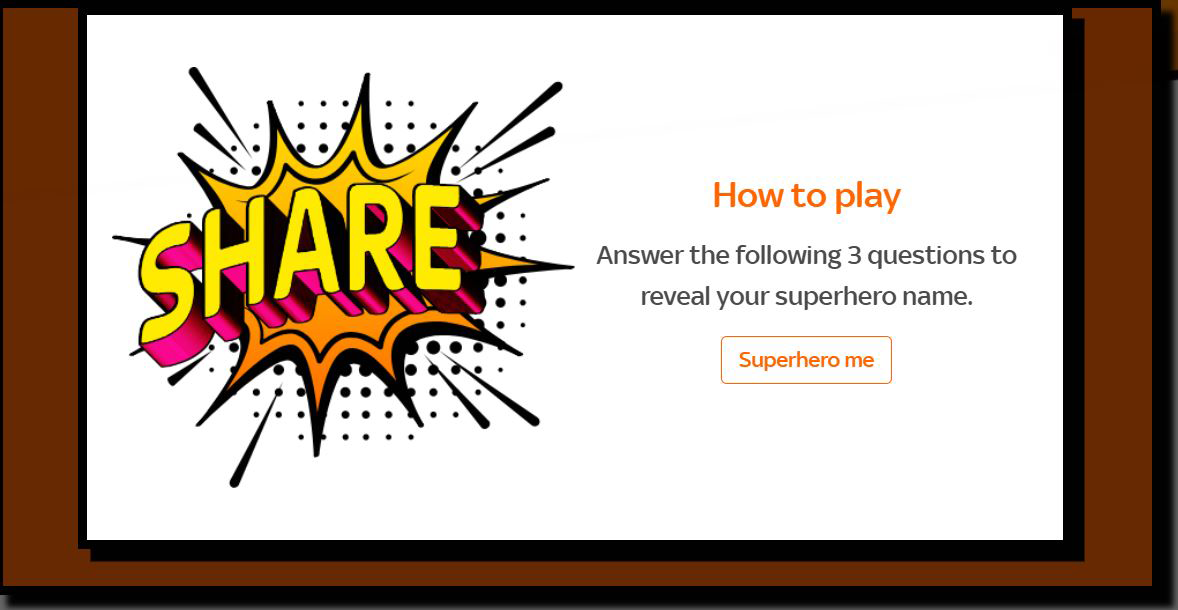 SHARE
How to play
Answer the following 3 questions to
reveal your superhero name.
Superhero me